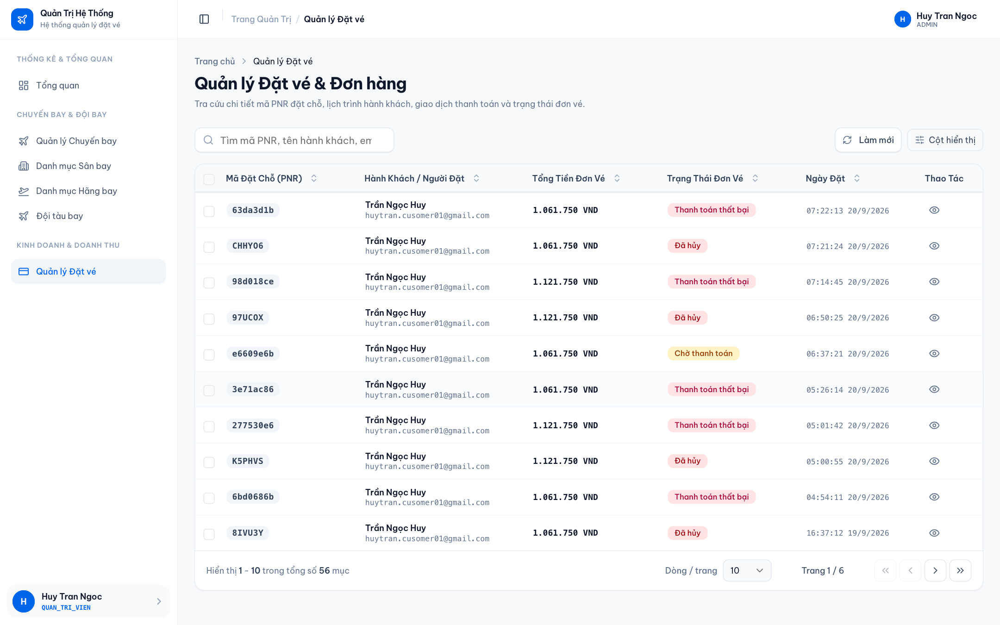 Quản Trị Hệ Thống
Hệ thống quản lý đặt vé
THỐNG KÊ & TỔNG QUAN
Tổng quan
CHUYẾN BAY & ĐỘI BAY
Quản lý Chuyến bay
Danh mục Sân bay
Danh mục Hãng bay
Đội tàu bay
KINH DOANH & DOANH THU
Quản lý Đặt vé
H Huy Tran Ngoc
QUAN_TRI_VIEN
Trang Quản Trị / Quản lý Đặt vé
H Huy Tran Ngoc
ADMIN
Trang chủ > Quản lý Đặt vé
Quản lý Đặt vé & Đơn hàng
Tra cứu chi tiết mã PNR đặt chỗ, lịch trình hành khách, giao dịch thanh toán và trạng thái đơn vé.
Tìm mã PNR, tên hành khách, em
Làm mới
Cột hiển thị
Mã Đặt Chỗ (PNR) Hành Khách / Người Đặt Tổng Tiền Đơn Vé Trạng Thái Đơn Vé Ngày Đặt Thao Tác
63da3d1b Trần Ngọc Huy 1.061.750 VND Thanh toán thất bại 07:22:13 20/9/2026
huytran.cusomer01@gmail.com
CHHYO6 Trần Ngọc Huy 1.061.750 VND Đã hủy 07:21:24 20/9/2026
huytran.cusomer01@gmail.com
98d018ce Trần Ngọc Huy 1.121.750 VND Thanh toán thất bại 07:14:45 20/9/2026
huytran.cusomer01@gmail.com
97UCOX Trần Ngọc Huy 1.121.750 VND Đã hủy 06:50:25 20/9/2026
huytran.cusomer01@gmail.com
e6609e6b Trần Ngọc Huy 1.061.750 VND Chờ thanh toán 06:37:21 20/9/2026
huytran.cusomer01@gmail.com
3e71ac86 Trần Ngọc Huy 1.061.750 VND Thanh toán thất bại 05:26:14 20/9/2026
huytran.cusomer01@gmail.com
277530e6 Trần Ngọc Huy 1.121.750 VND Thanh toán thất bại 05:01:42 20/9/2026
huytran.cusomer01@gmail.com
K5PHVS Trần Ngọc Huy 1.121.750 VND Đã hủy 05:00:55 20/9/2026
huytran.cusomer01@gmail.com
6bd0686b Trần Ngọc Huy 1.061.750 VND Thanh toán thất bại 04:54:11 20/9/2026
huytran.cusomer01@gmail.com
8IVU3Y Trần Ngọc Huy 1.061.750 VND Đã hủy 16:37:12 19/9/2026
huytran.cusomer01@gmail.com
Hiển thị 1 - 10 trong tổng số 56 mục
Dòng / trang 10 Trang 1 / 6